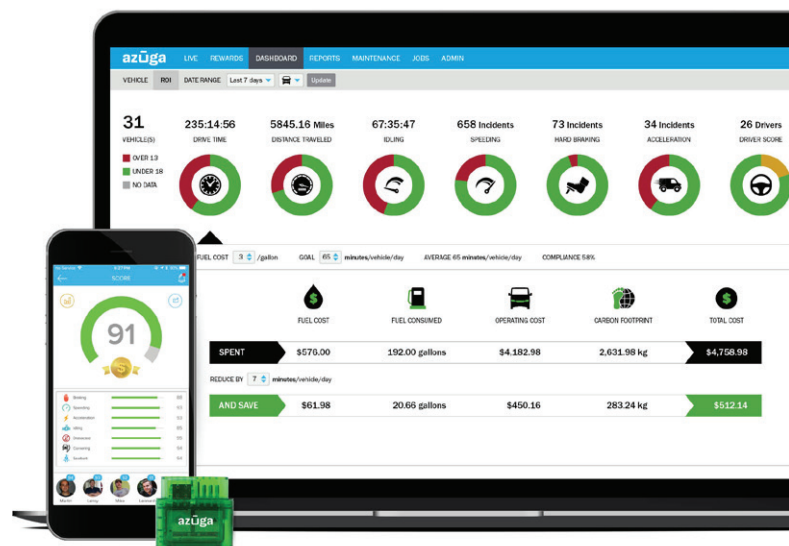 azūga LIVE REWARDS DASHBOARD REPORTS MAINTENANCE JOBS ADMIN
VEHICLE ROI DATE RANGE Last 7 days Update
31 235:14:56 5845.16 Miles 67:35:47 658 Incidents 73 Incidents 34 Incidents 26 Drivers
VEHICLE(S) DRIVE TIME DISTANCE TRAVELED IDLING SPEEDING HARD BRAKING ACCELERATION DRIVER SCORE
OVER 13
UNDER 18
NO DATA
FUEL COST 3 /gallon GOAL 65 minutes/vehicle/day AVERAGE 65 minutes/vehicle/day COMPLIANCE 58%
$ $
FUEL COST FUEL CONSUMED OPERATING COST CARBON FOOTPRINT TOTAL COST
SPENT $576.00 192.00 gallons $4,182.98 2,631.98 kg $4,758.98
REDUCE BY 7 minutes/vehicle/day
AND SAVE $61.98 20.66 gallons $450.16 283.24 kg $512.14
SCORE
91
S
Braking
Speeding
Acceleration
Idling
Cornering
Seatbelt
Martin Lenny Mike
azūga